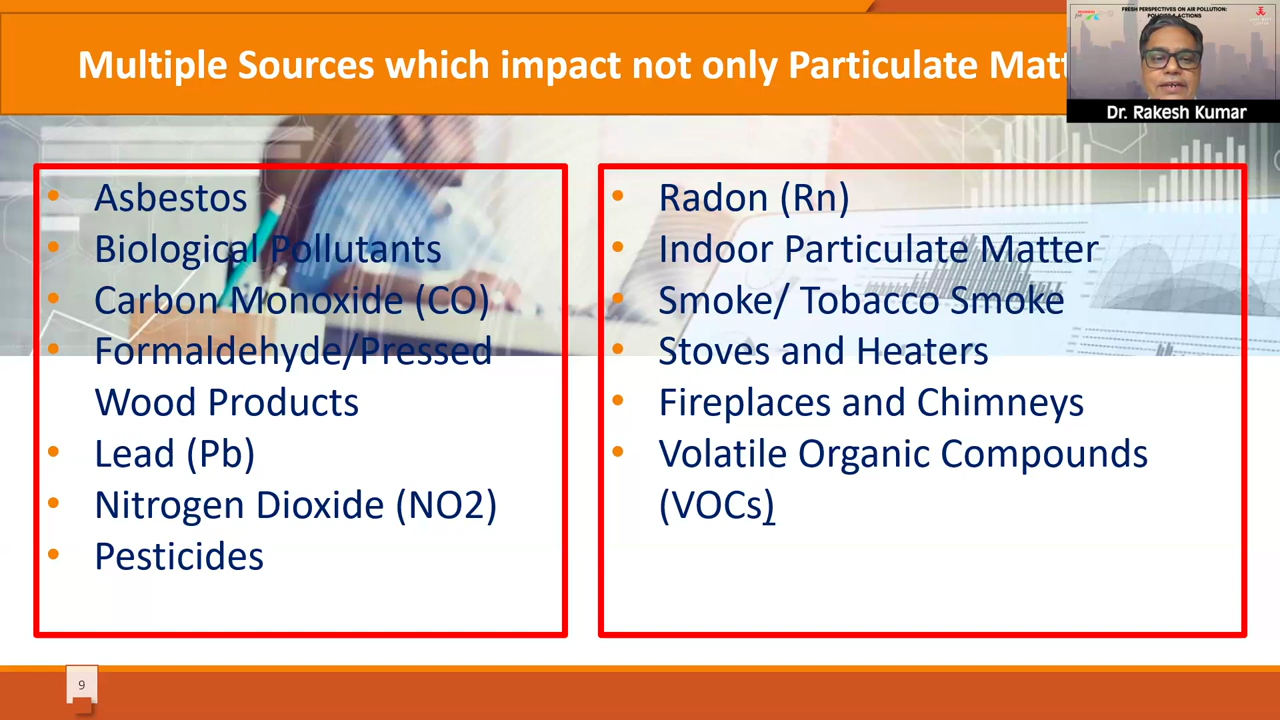 Multiple Sources which impact not only Particulate Matt
FRESH PERSPECTIVES ON AIR POLLUTION:
POLICIES & ACTIONS
Dr. Rakesh Kumar
• Asbestos
• Biological Pollutants
• Carbon Monoxide (CO)
• Formaldehyde/Pressed
Wood Products
• Lead (Pb)
• Nitrogen Dioxide (NO2)
• Pesticides
• Radon (Rn)
• Indoor Particulate Matter
• Smoke/ Tobacco Smoke
• Stoves and Heaters
• Fireplaces and Chimneys
• Volatile Organic Compounds
(VOCs)
9